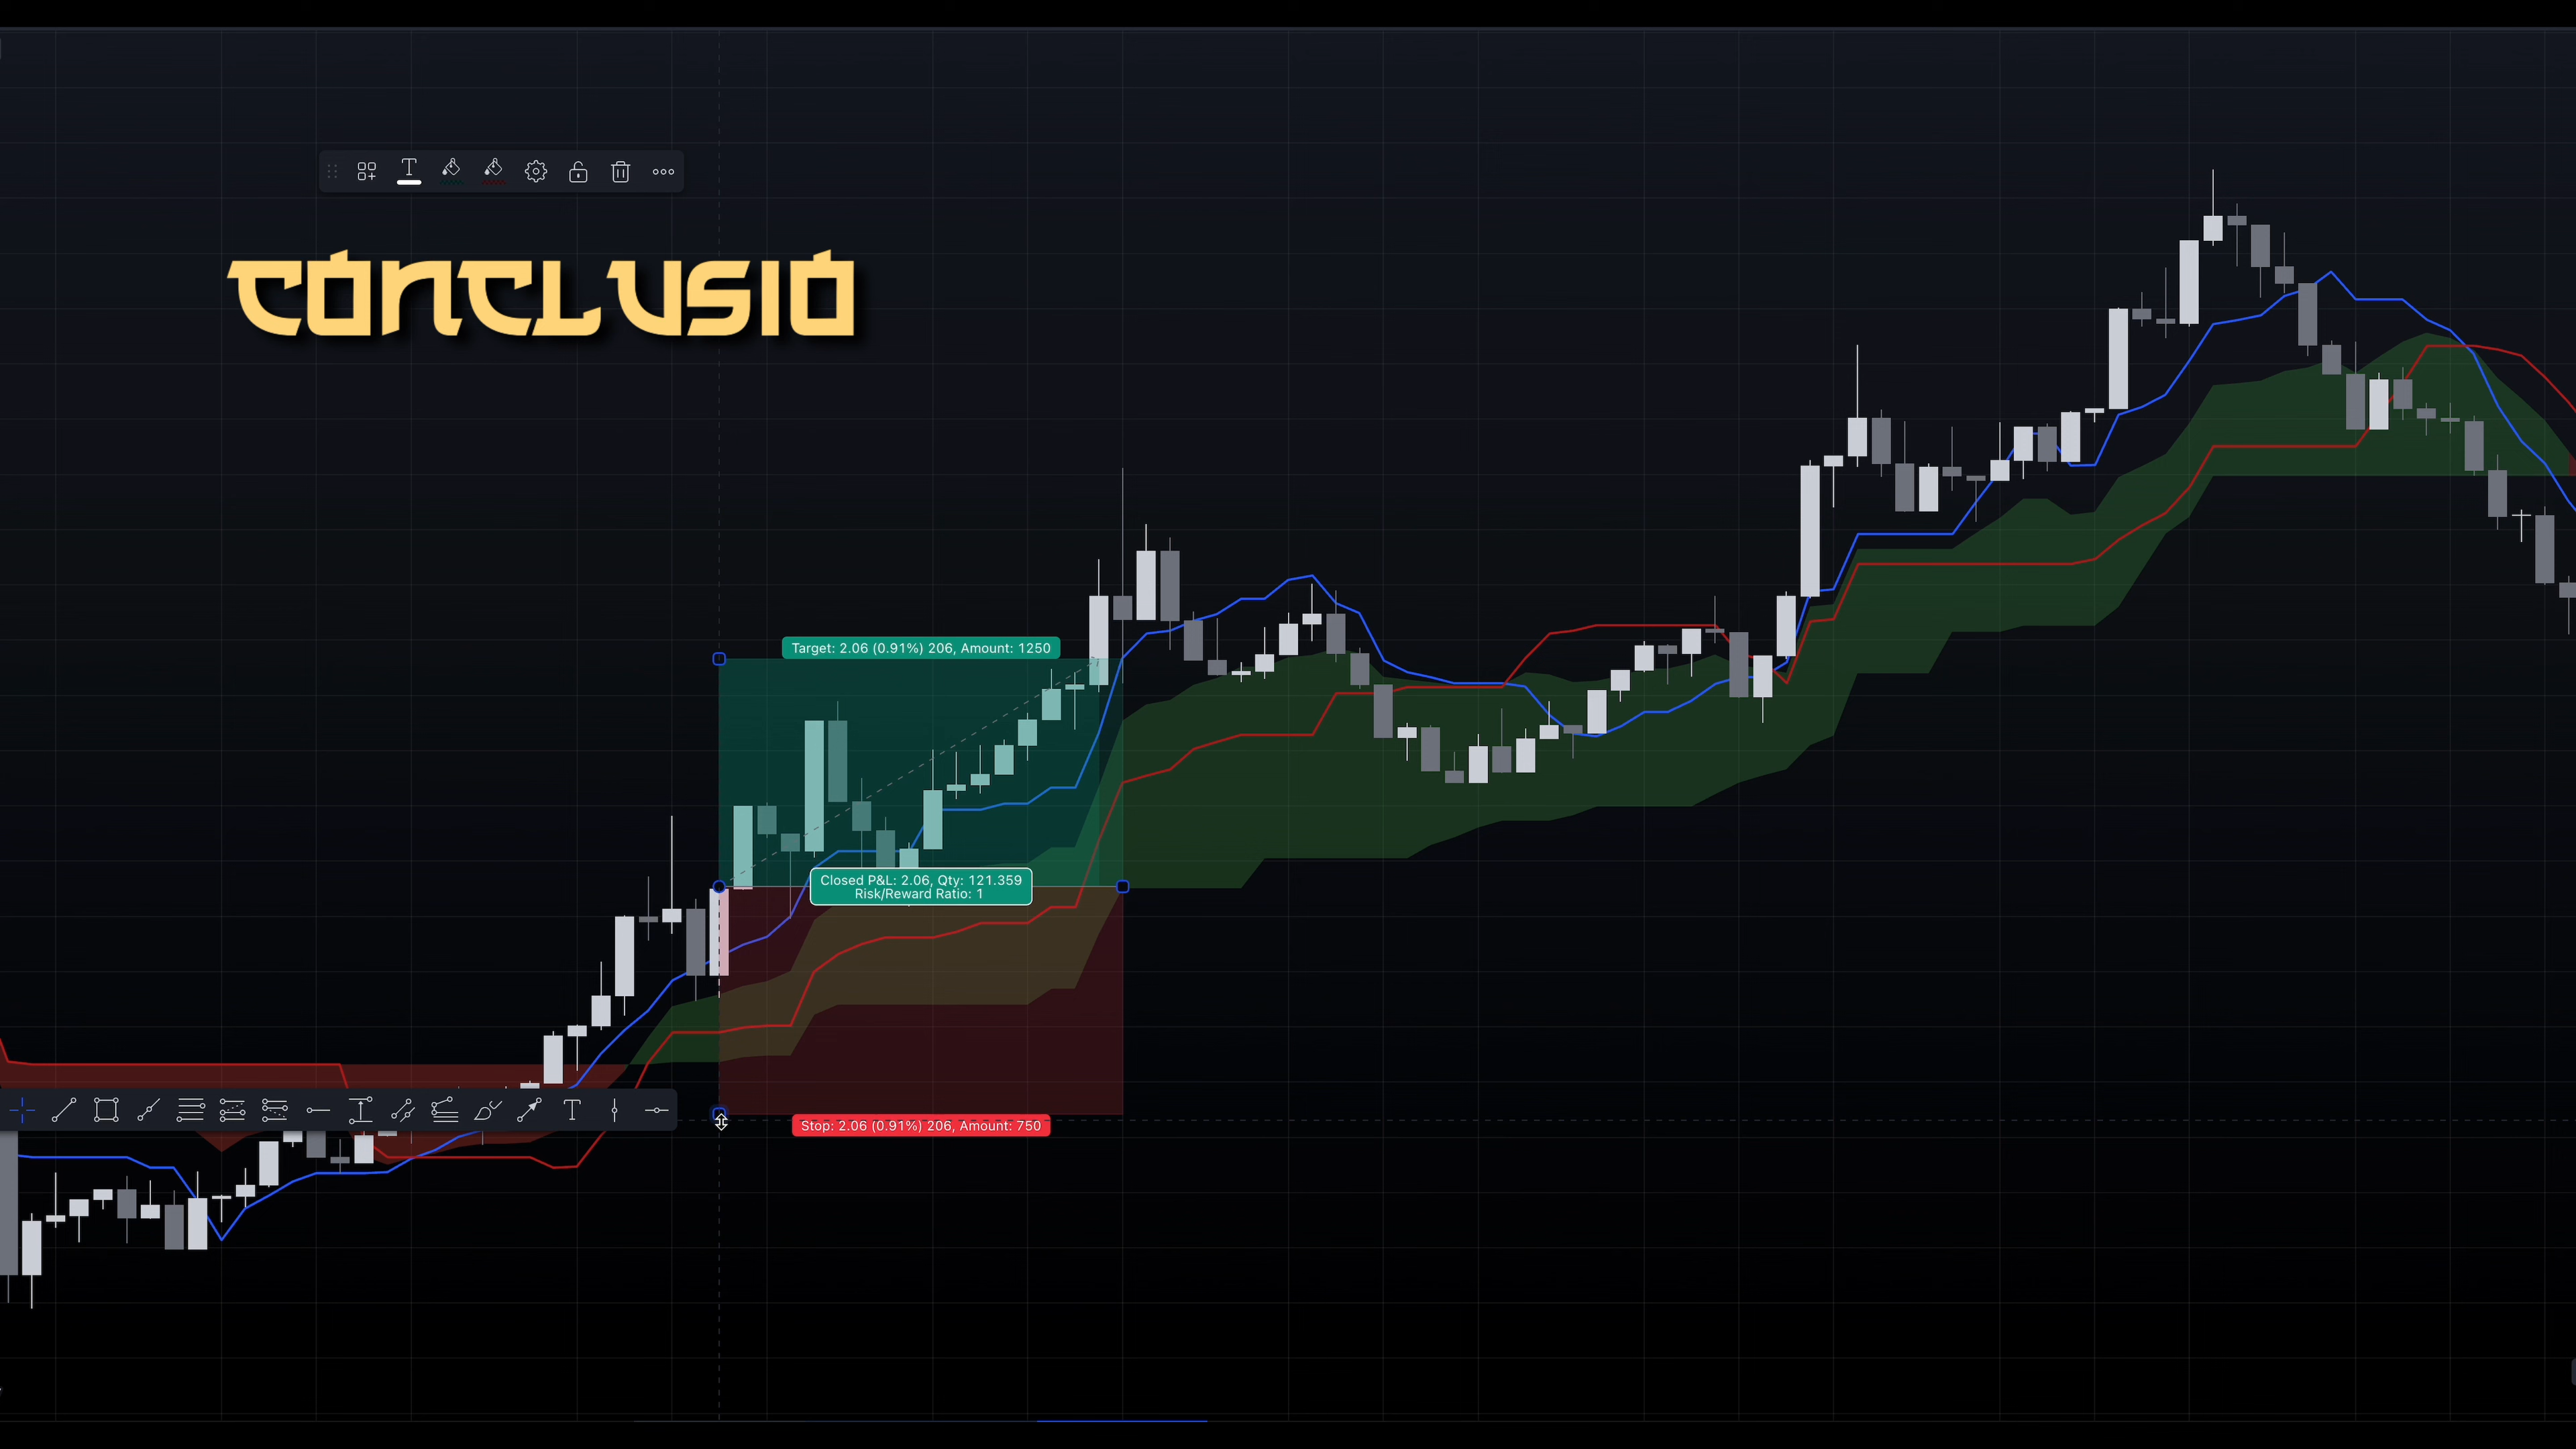 CONCLUSIO
Target: 2.06 (0.91%) 206, Amount: 1250
Closed P&L: 2.06, Qty: 121.359
Risk/Reward Ratio: 1
Stop: 2.06 (0.91%) 206, Amount: 750